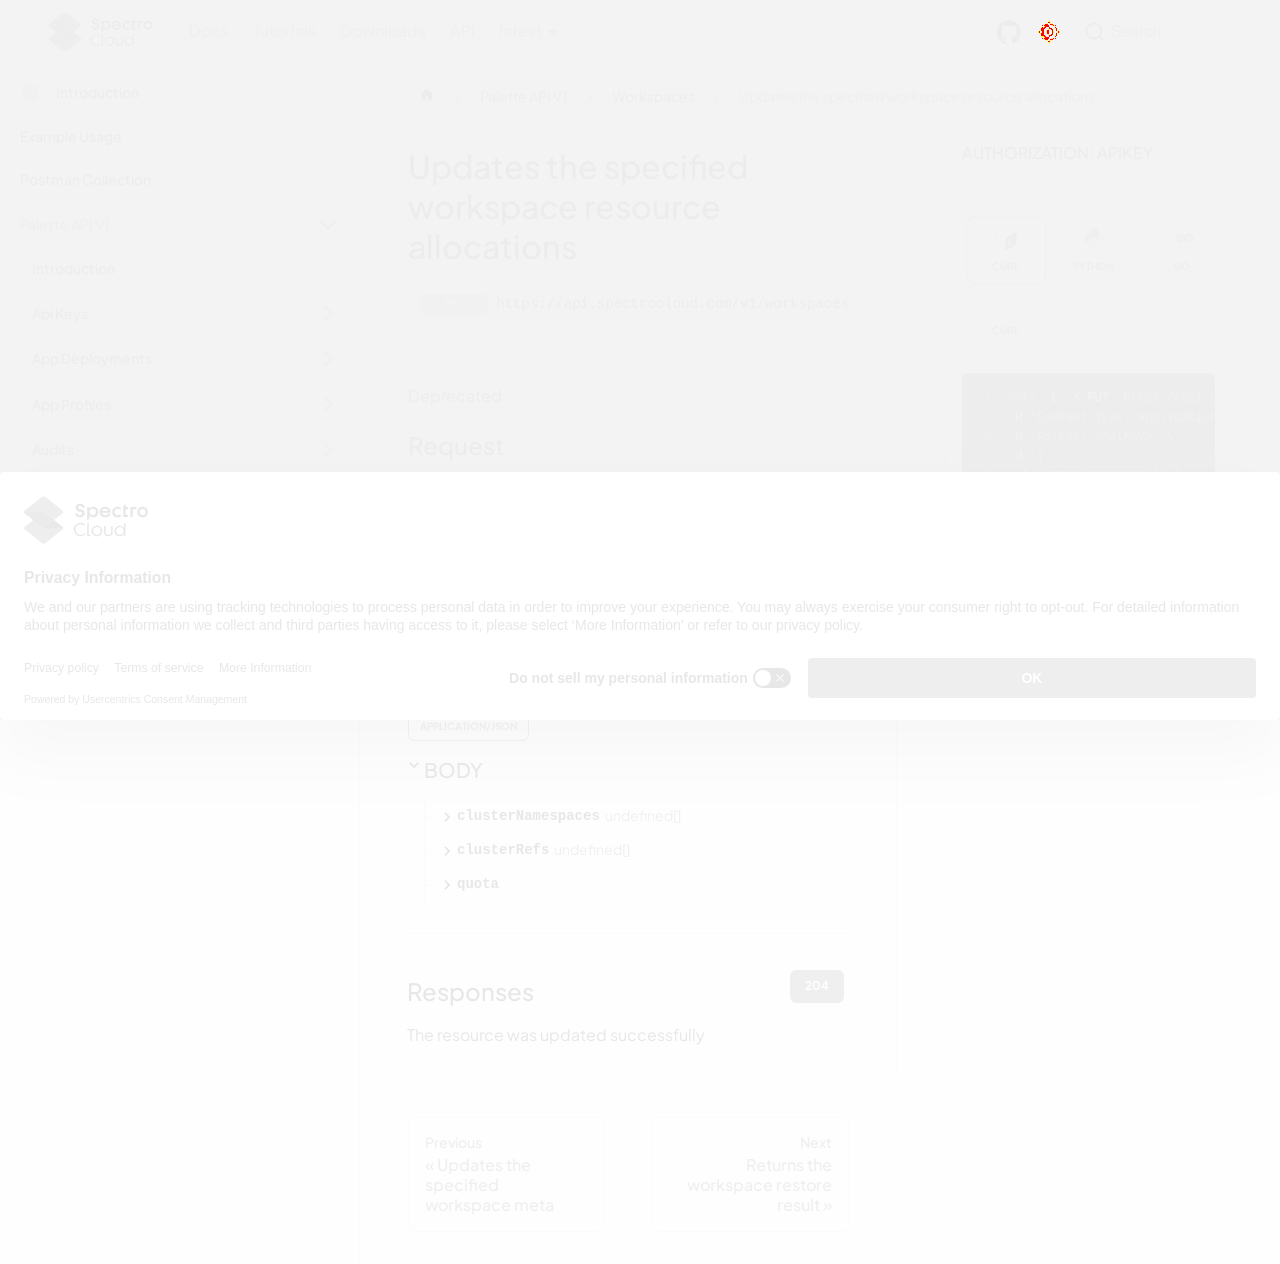 Spectro
Cloud
Docs
Tutorials
Downloads
API
latest
Search
Introduction
Example Usage
Postman Collection
Palette API V1
Introduction
Api Keys
App Deployments
App Profiles
Audits
Palette API V1
Workspaces
Updates the specified workspace resource allocations
Updates the specified
workspace resource
allocations
https://api.spectrocloud.com/v1/workspaces
Deprecated
Request
AUTHORIZATION: APIKEY
CURL
PYTHON
GO
CURL
PUT
Spectro
Cloud
Privacy Information
We and our partners are using tracking technologies to process personal data in order to improve your experience. You may always exercise your consumer right to opt-out. For detailed information
about personal information we collect and third parties having access to it, please select 'More Information' or refer to our privacy policy.
Privacy policy
Terms of service
More Information
Powered by Usercentrics Consent Management
Do not sell my personal information
OK
APPLICATION/JSON
BODY
clusterNamespaces undefined[]
clusterRefs undefined[]
quota
Responses
204
The resource was updated successfully
Previous
« Updates the
specified
workspace meta
Next
Returns the
workspace restore
result »